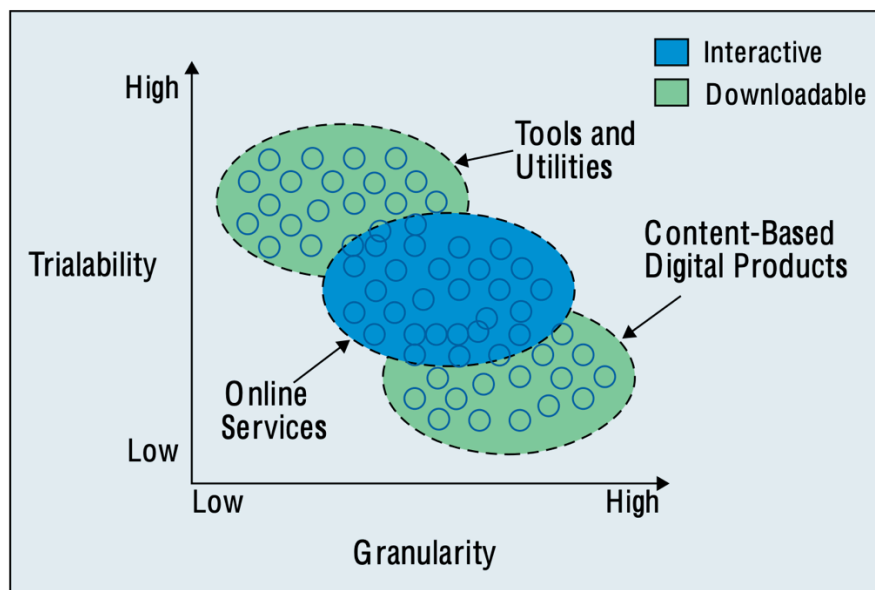 Interactive
Downloadable
High
Tools and
Utilities
Content-Based
Digital Products
Trialability
Online
Services
Low
Low
High
Granularity